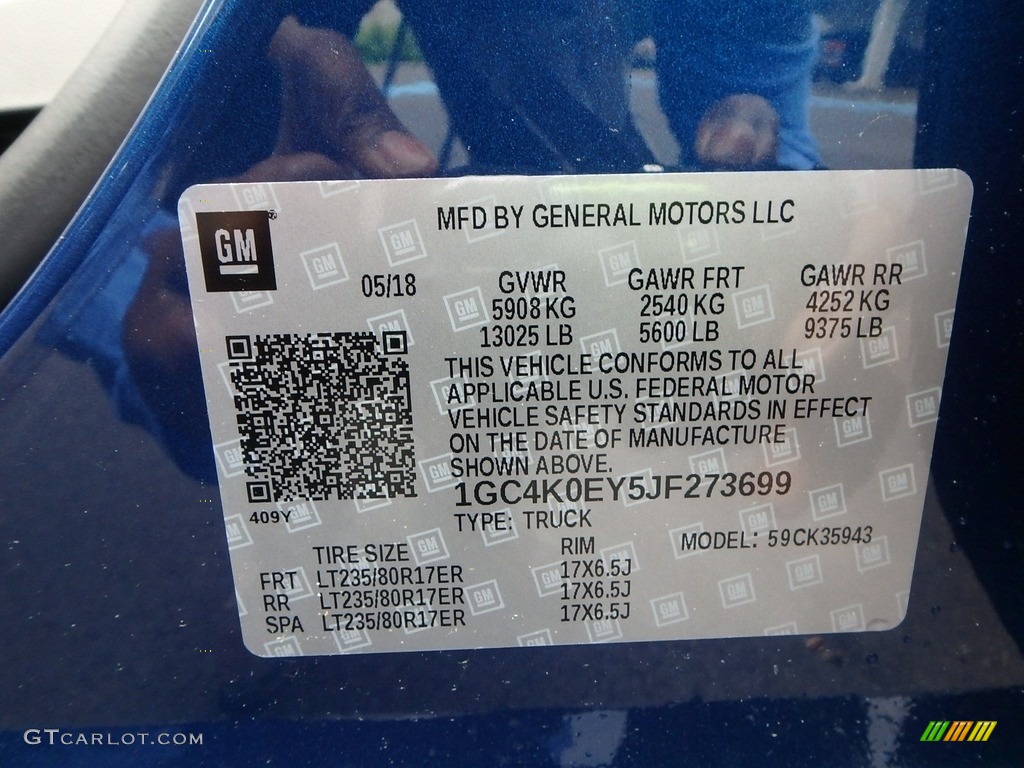 MFD BY GENERAL MOTORS LLC
GM
05/18 GVWR GAWR FRT GAWR RR
5908 KG 2540 KG 4252 KG
13025 LB 5600 LB 9375 LB
THIS VEHICLE CONFORMS TO ALL
APPLICABLE U.S. FEDERAL MOTOR
VEHICLE SAFETY STANDARDS IN EFFECT
ON THE DATE OF MANUFACTURE
SHOWN ABOVE.
1GC4K0EY5JF273699
409Y
TYPE: TRUCK
MODEL: 59CK35943
TIRE SIZE RIM
FRT LT235/80R17ER 17X6.5J
RR LT235/80R17ER 17X6.5J
SPA LT235/80R17ER 17X6.5J
GTCARLOT.COM